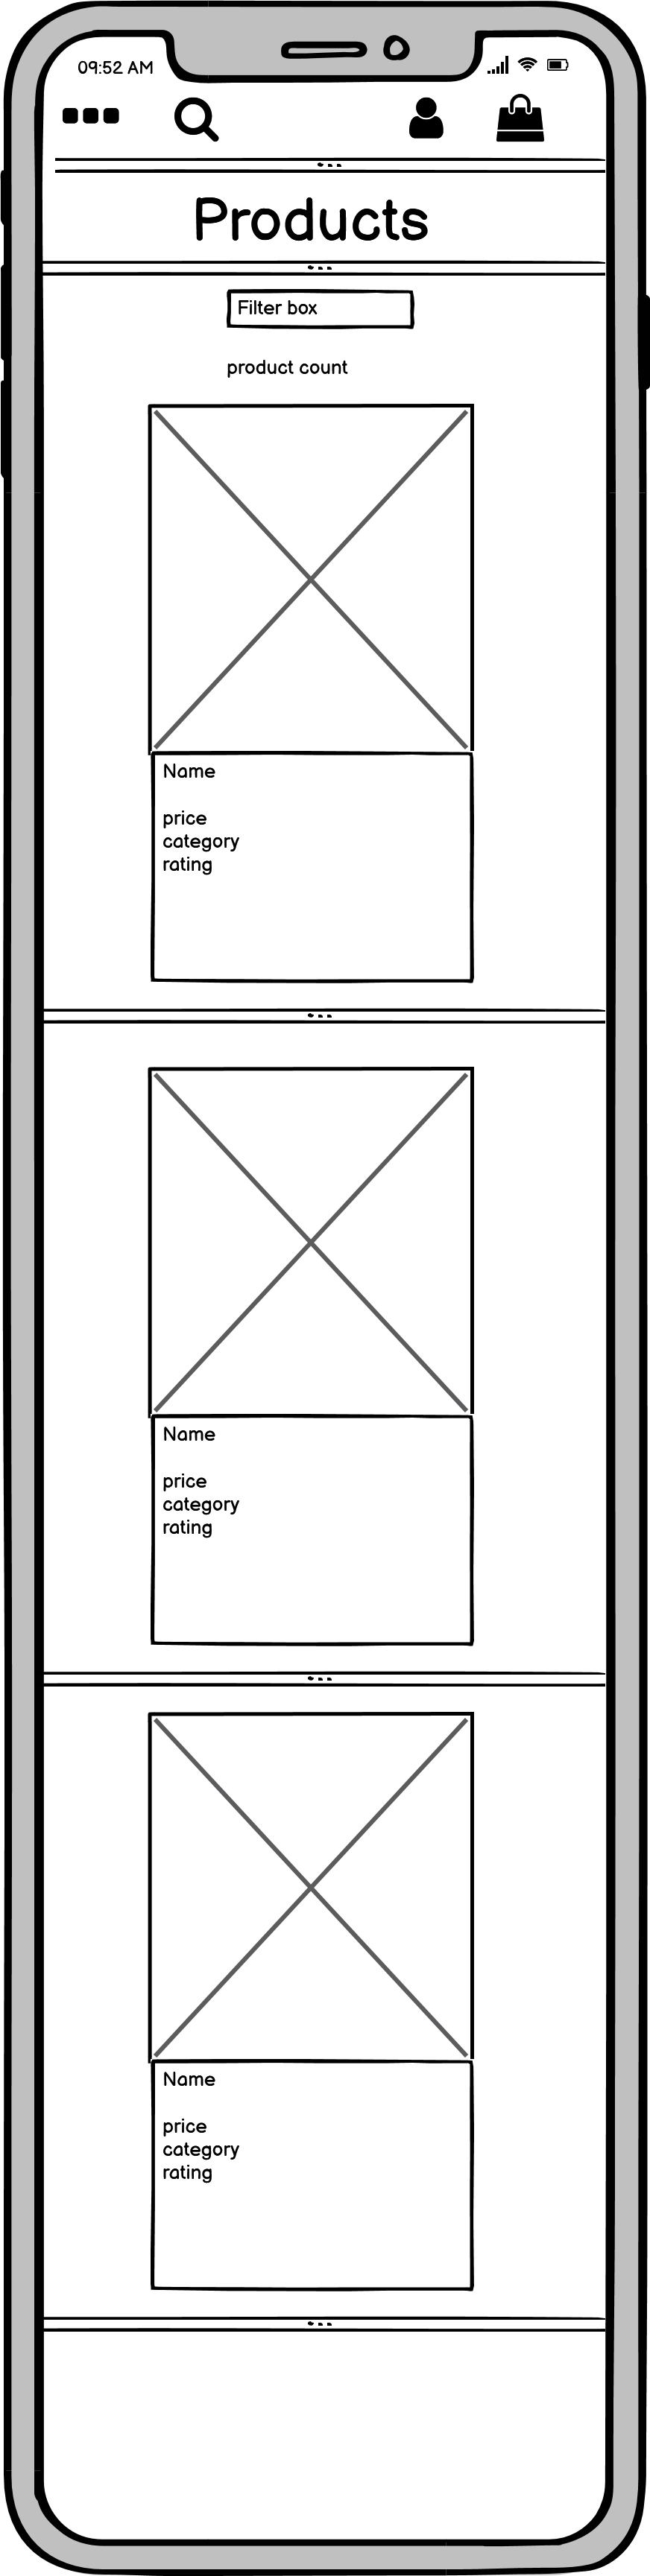 09:52 AM
Products
Filter box
product count
Name
price
category
rating
Name
price
category
rating
Name
price
category
rating